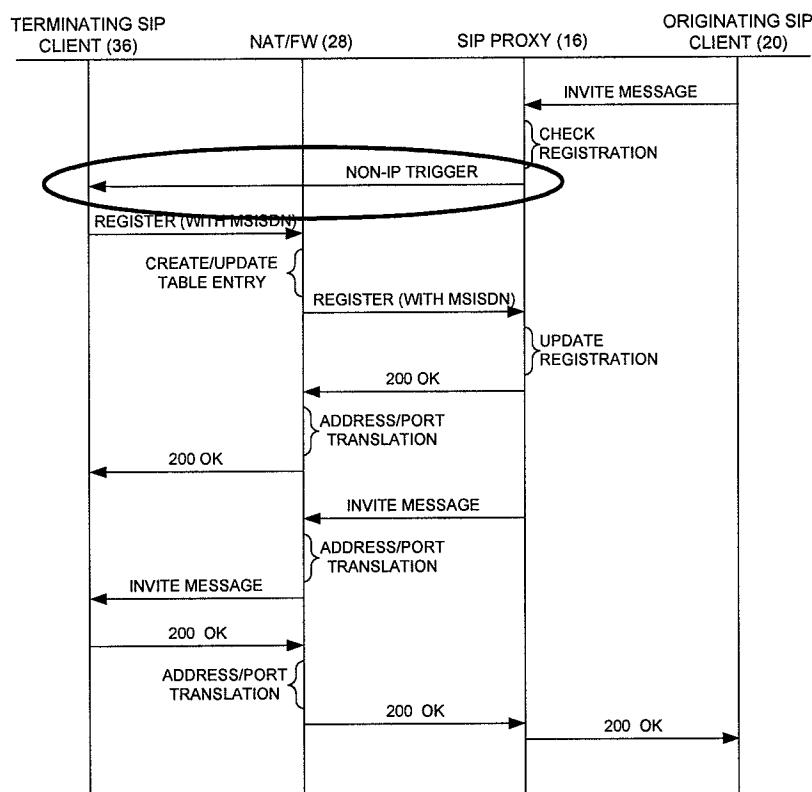 TERMINATING SIP
CLIENT (36)
NAT/FW (28)
SIP PROXY (16)
ORIGINATING SIP
CLIENT (20)
INVITE MESSAGE
CHECK
REGISTRATION
NON-IP TRIGGER
REGISTER (WITH MSISDN)
CREATE/UPDATE
TABLE ENTRY
REGISTER (WITH MSISDN)
UPDATE
REGISTRATION
200 OK
ADDRESS/PORT
TRANSLATION
200 OK
INVITE MESSAGE
ADDRESS/PORT
TRANSLATION
INVITE MESSAGE
200 OK
ADDRESS/PORT
TRANSLATION
200 OK
200 OK